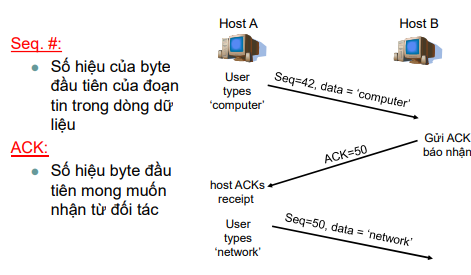 Seq. #:
Số hiệu của byte
đầu tiên của đoạn
tin trong dòng dữ
liệu
ACK:
Số hiệu byte đầu
tiên mong muốn
nhận từ đối tác
Host A
Host B
User
types
‘computer’
Seq=42, data = ‘computer’
Gửi ACK
báo nhận
ACK=50
host ACKs
receipt
User
types
‘network’
Seq=50, data = ‘network’